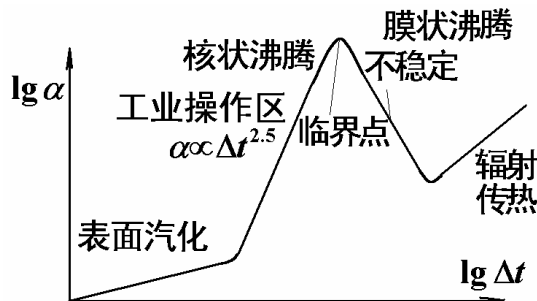 膜状沸腾
核状沸腾
不稳定
lg α
工业操作区
临界点
α∝Δt^2.5
辐射
传热
表面汽化
lg Δt